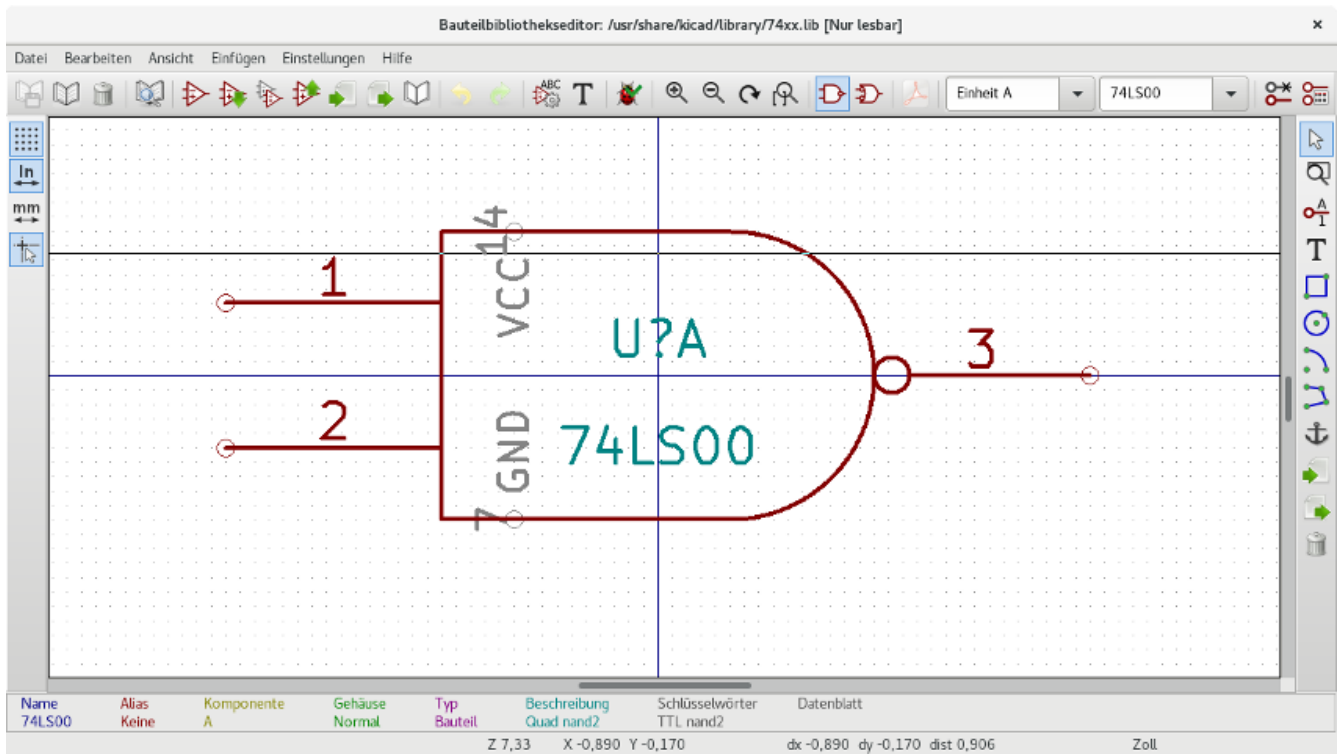 Bauteilbibliothekseditor: /usr/share/kicad/library/74xx.lib [Nur lesbar]
Datei Bearbeiten Ansicht Einfügen Einstellungen Hilfe
ABC T Einheit A 74LS00
In
mm
A
1
T
14
VCC
1
U?A
3
2
GND
74LS00
7
Name Alias Komponente Gehäuse Typ Beschreibung Schlüsselwörter Datenblatt
74LS00 Keine A Normal Bauteil Quad nand2 TTL nand2
Z 7,33 X -0,890 Y -0,170 dx -0,890 dy -0,170 dist 0,906 Zoll